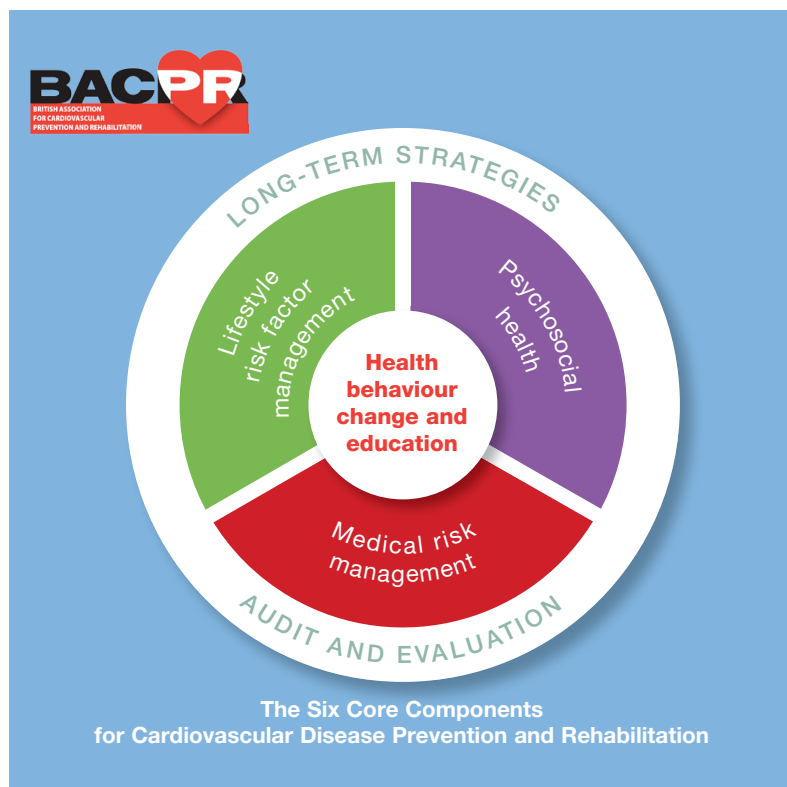 BACPR
BRITISH ASSOCIATION
FOR CARDIOVASCULAR
PREVENTION AND REHABILITATION
LONG-TERM STRATEGIES
Lifestyle
risk factor
management
Psychosocial
health
Health
behaviour
change and
education
Medical risk
management
AUDIT AND EVALUATION
The Six Core Components
for Cardiovascular Disease Prevention and Rehabilitation